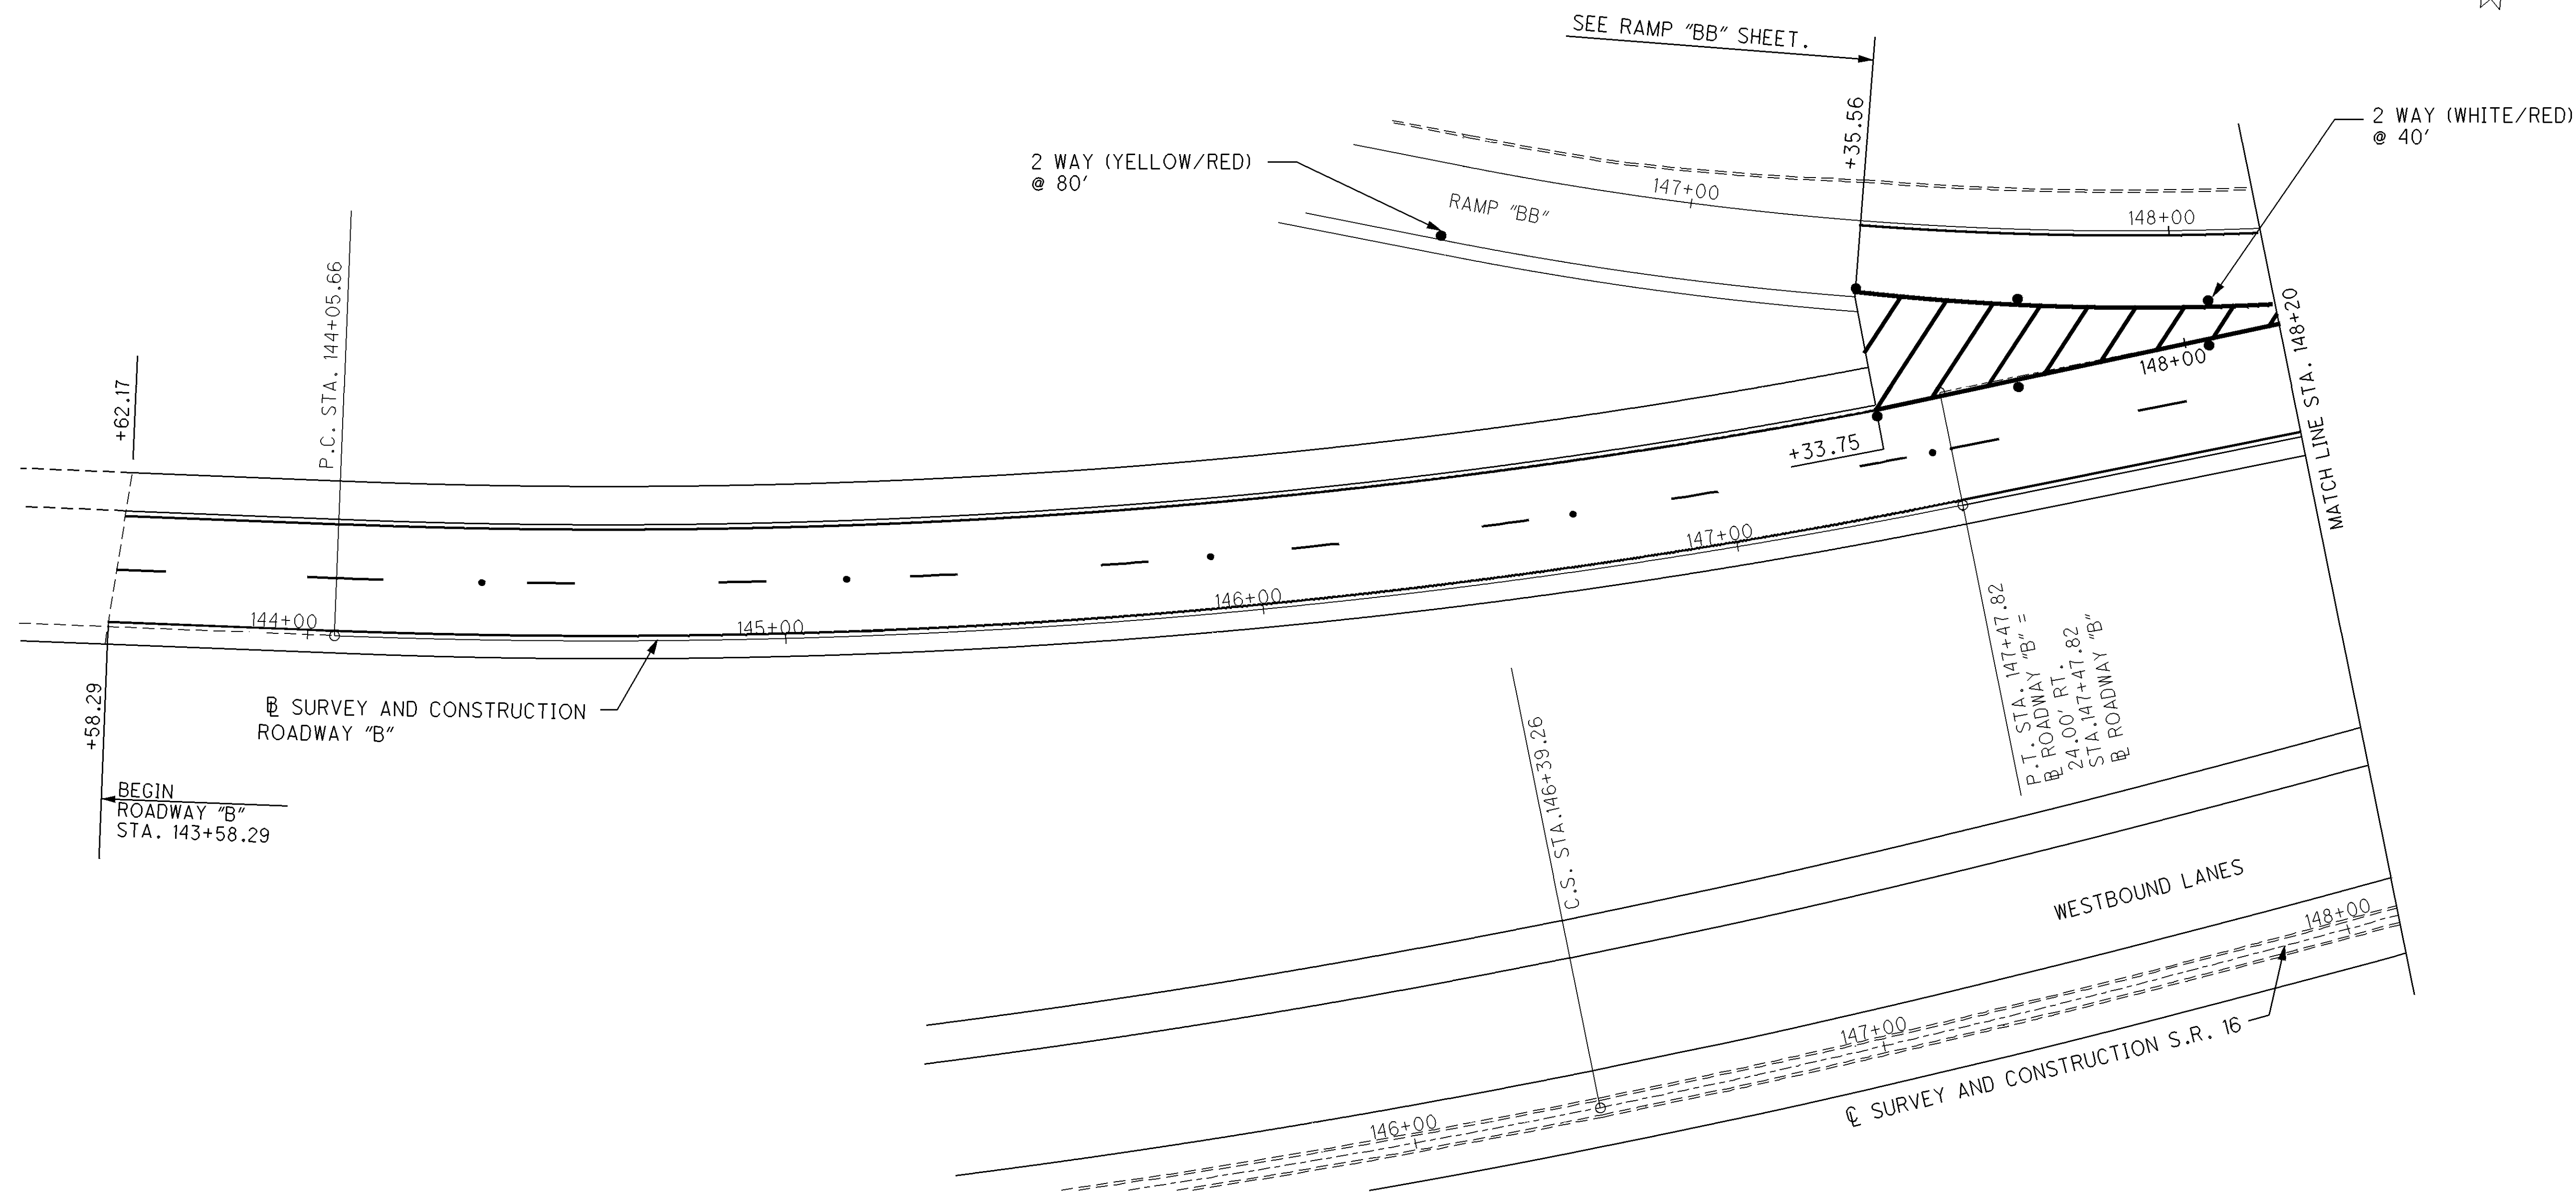 SEE RAMP "BB" SHEET.
+35.56
2 WAY (WHITE/RED)
@ 40'
2 WAY (YELLOW/RED)
@ 80'
147+00
RAMP "BB"
148+00
P.C. STA. 144+05.66
+62.17
148+00
MATCH LINE STA. 148+20
+33.75
147+00
146+00
144+00
145+00
+58.29
BL SURVEY AND CONSTRUCTION
ROADWAY "B"
BEGIN
ROADWAY "B"
STA. 143+58.29
P.T. STA. 147+47.82
BL ROADWAY "B" =
24.00' RT.
STA.147+47.82
BL ROADWAY "B"
C.S. STA.146+39.26
WESTBOUND LANES
148+00
147+00
146+00
CL SURVEY AND CONSTRUCTION S.R. 16